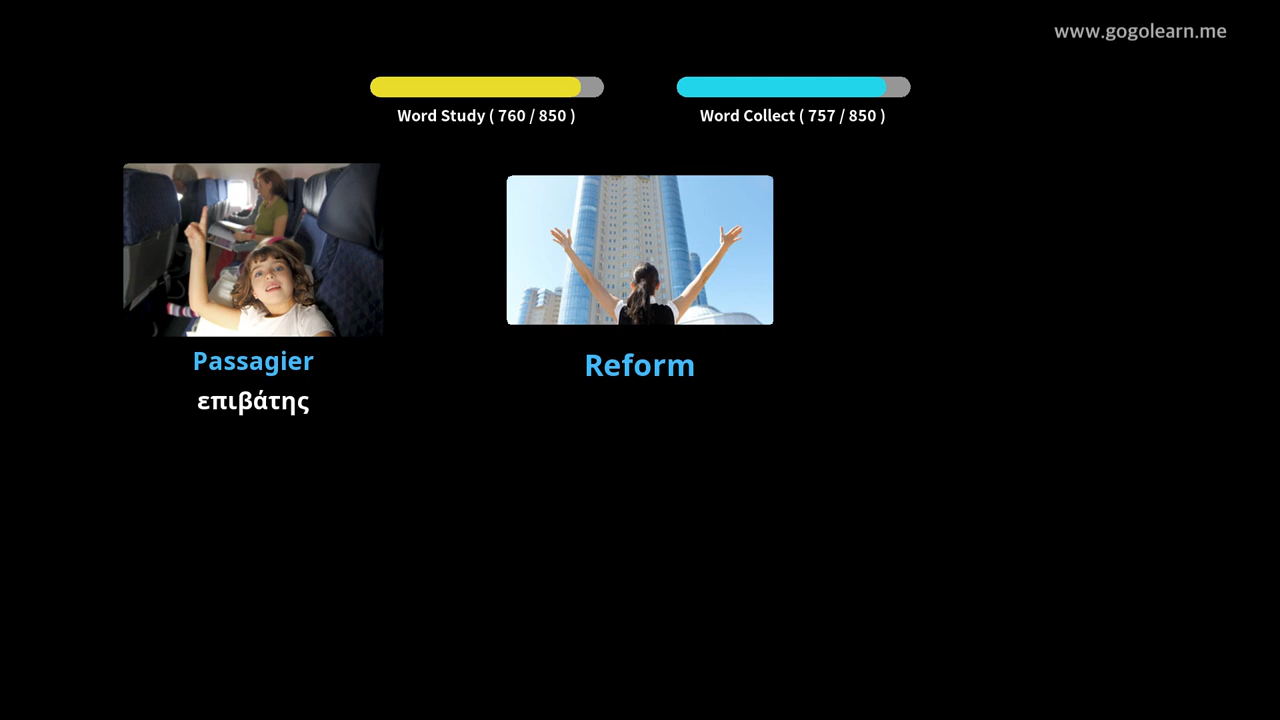 www.gogolearn.me
Word Study ( 760 / 850 )
Word Collect ( 757 / 850 )
Passagier
επιβάτης
Reform